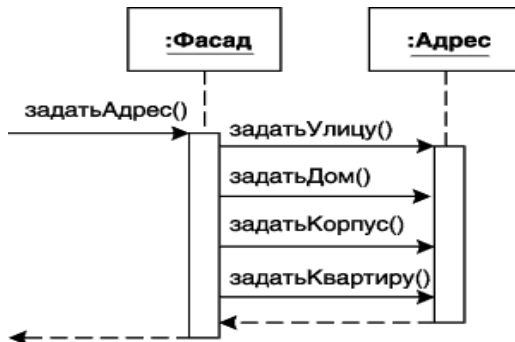 :Фасад
:Адрес
задатьАдрес()
задатьУлицу()
задатьДом()
задатьКорпус()
задатьКвартиру()